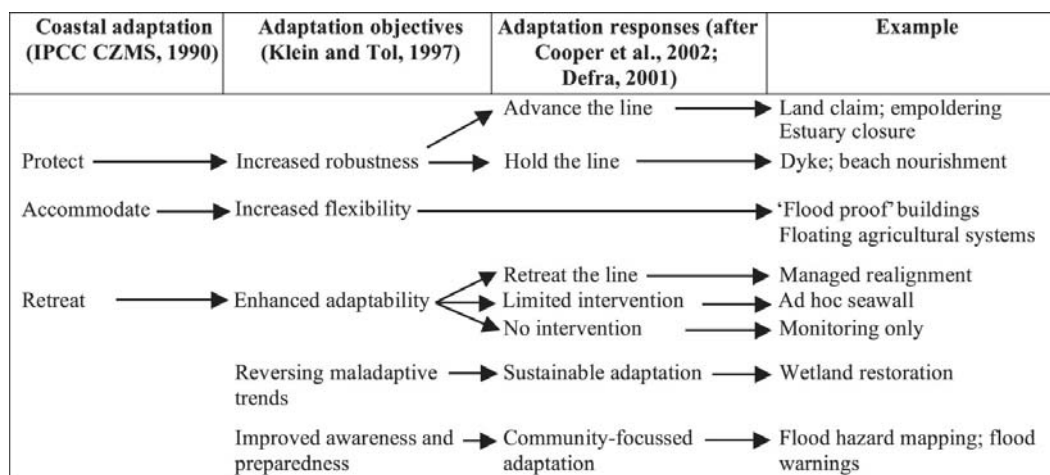 Coastal adaptation (IPCC CZMS, 1990)
Adaptation objectives (Klein and Tol, 1997)
Adaptation responses (after Cooper et al., 2002; Defra, 2001)
Example
Advance the line
Land claim; empoldering
Estuary closure
Protect
Increased robustness
Hold the line
Dyke; beach nourishment
Accommodate
Increased flexibility
'Flood proof' buildings
Floating agricultural systems
Retreat the line
Managed realignment
Retreat
Enhanced adaptability
Limited intervention
Ad hoc seawall
No intervention
Monitoring only
Reversing maladaptive
trends
Sustainable adaptation
Wetland restoration
Improved awareness and
preparedness
Community-focussed
adaptation
Flood hazard mapping; flood
warnings